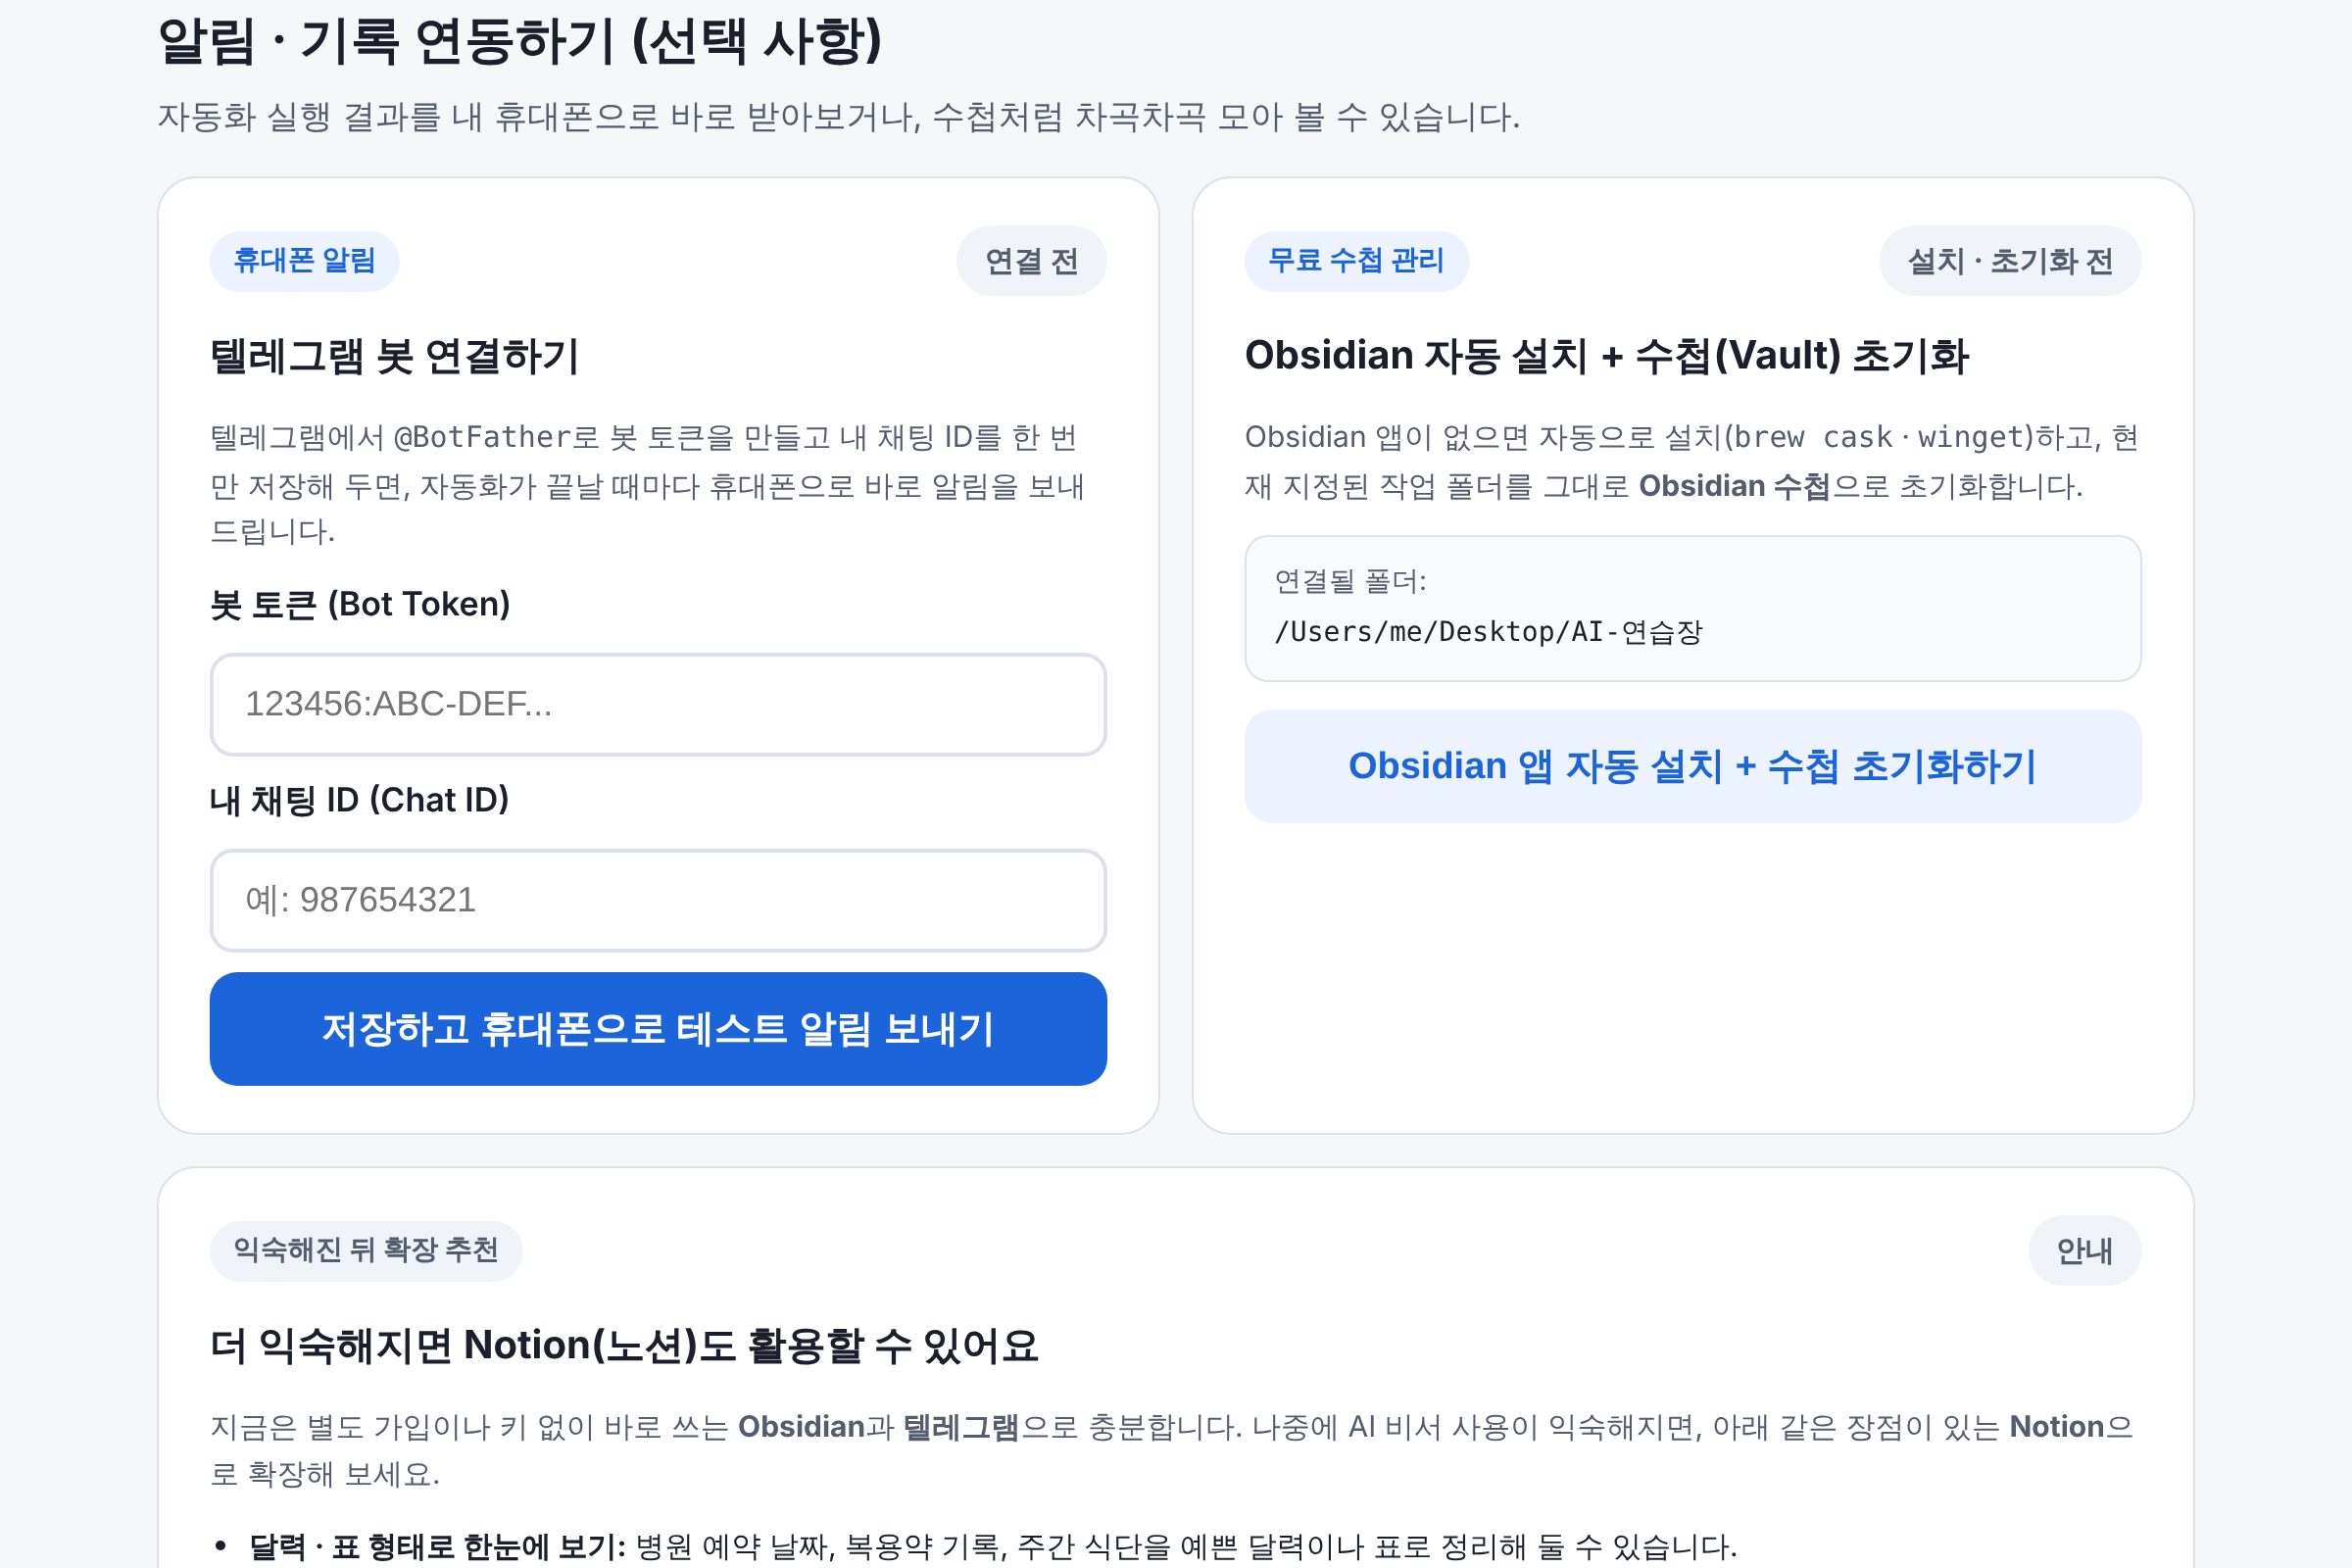 알림 · 기록 연동하기 (선택 사항)
자동화 실행 결과를 내 휴대폰으로 바로 받아보거나, 수첩처럼 차곡차곡 모아 볼 수 있습니다.
휴대폰 알림
연결 전
텔레그램 봇 연결하기
텔레그램에서 @BotFather로 봇 토큰을 만들고 내 채팅 ID를 한 번
만 저장해 두면, 자동화가 끝날 때마다 휴대폰으로 바로 알림을 보내
드립니다.
봇 토큰 (Bot Token)
123456:ABC-DEF...
내 채팅 ID (Chat ID)
예: 987654321
저장하고 휴대폰으로 테스트 알림 보내기
무료 수첩 관리
설치 · 초기화 전
Obsidian 자동 설치 + 수첩(Vault) 초기화
Obsidian 앱이 없으면 자동으로 설치(brew cask · winget)하고, 현
재 지정된 작업 폴더를 그대로 Obsidian 수첩으로 초기화합니다.
연결될 폴더:
/Users/me/Desktop/AI-연습장
Obsidian 앱 자동 설치 + 수첩 초기화하기
익숙해진 뒤 확장 추천
안내
더 익숙해지면 Notion(노션)도 활용할 수 있어요
지금은 별도 가입이나 키 없이 바로 쓰는 Obsidian과 텔레그램으로 충분합니다. 나중에 AI 비서 사용이 익숙해지면, 아래 같은 장점이 있는 Notion으
로 확장해 보세요.
• 달력 · 표 형태로 한눈에 보기: 병원 예약 날짜, 복용약 기록, 주간 식단을 예쁜 달력이나 표로 정리해 둘 수 있습니다.